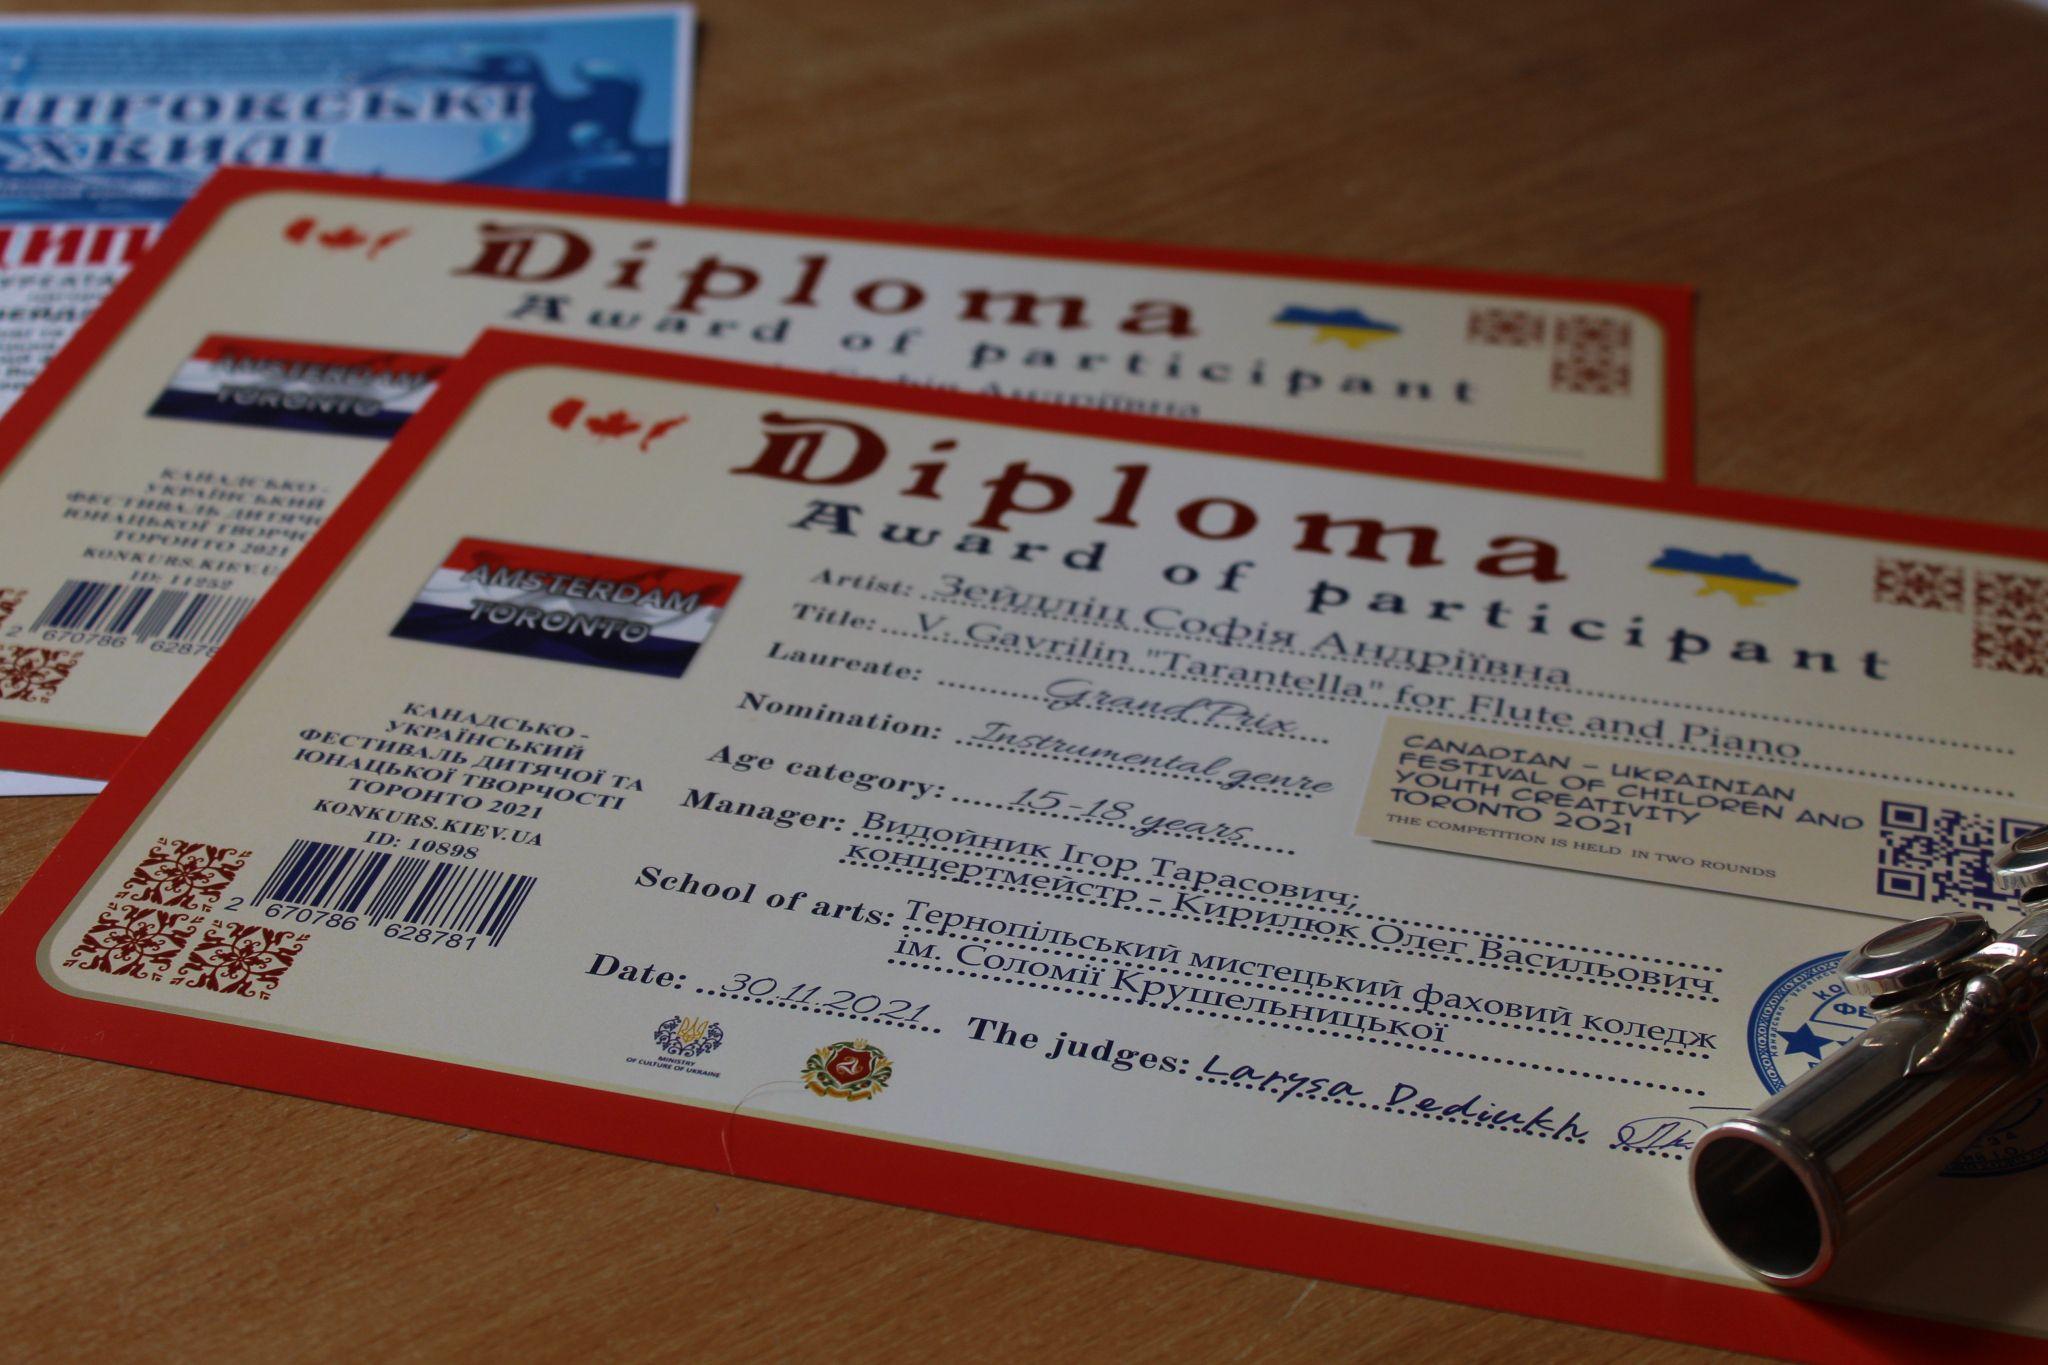 ХВИЛІ
Diploma
Award of participant
Андріївна
AMSTERDAM
TORONTO
КАНАДСЬКО -
УКРАЇНСЬКИЙ
ФЕСТИВАЛЬ
ЮНАЦЬКОЇ
ТОРОНТО 2021
ID: 11252
2 670786
Diploma
Award of participant
Artist: Зейдліц Софія Андріївна
Title: V. Gavrilin "Tarantella" for Flute and Piano
Laureate: Grand Prix
Nomination: Instrumental genre
Age category: 15-18 years
Manager: Видойник Ігор Тарасович;
концертмейстр - Кирилюк Олег Васильович
School of arts: Тернопільський мистецький фаховий коледж
ім. Соломії Крушельницької
Date: 30.11.2021
The judges: Larysa Dediukh
AMSTERDAM
TORONTO
КАНАДСЬКО -
УКРАЇНСЬКИЙ
ФЕСТИВАЛЬ ДИТЯЧОЇ ТА
ЮНАЦЬКОЇ ТВОРЧОСТІ
ТОРОНТО 2021
KONKURS.KIEV.UA
ID: 10898
2 670786 628781
MINISTRY
OF CULTURE OF UKRAINE
CANADIAN - UKRAINIAN
FESTIVAL OF CHILDREN AND
YOUTH CREATIVITY
TORONTO 2021
THE COMPETITION IS HELD IN TWO ROUNDS